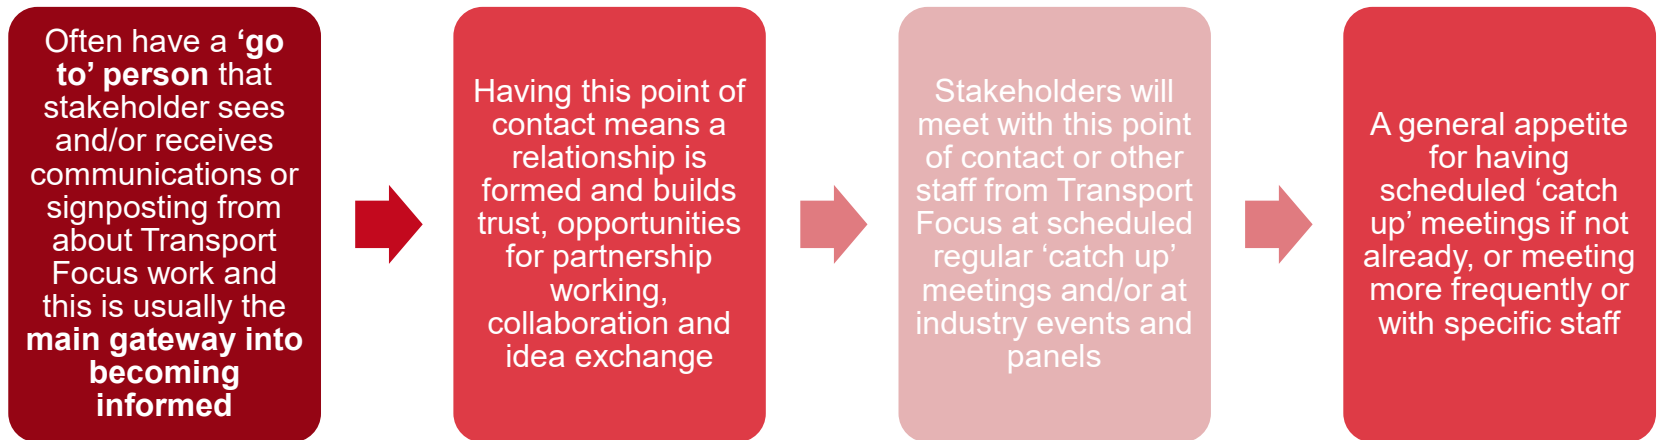 Often have a ‘go
to’ person that
stakeholder sees
and/or receives
communications or
signposting from
about Transport
Focus work and
this is usually the
main gateway into
becoming
informed
Having this point of
contact means a
relationship is
formed and builds
trust, opportunities
for partnership
working,
collaboration and
idea exchange
Stakeholders will
meet with this point
of contact or other
staff from Transport
Focus at scheduled
regular ‘catch up’
meetings and/or at
industry events and
panels
A general appetite
for having
scheduled ‘catch
up’ meetings if not
already, or meeting
more frequently or
with specific staff